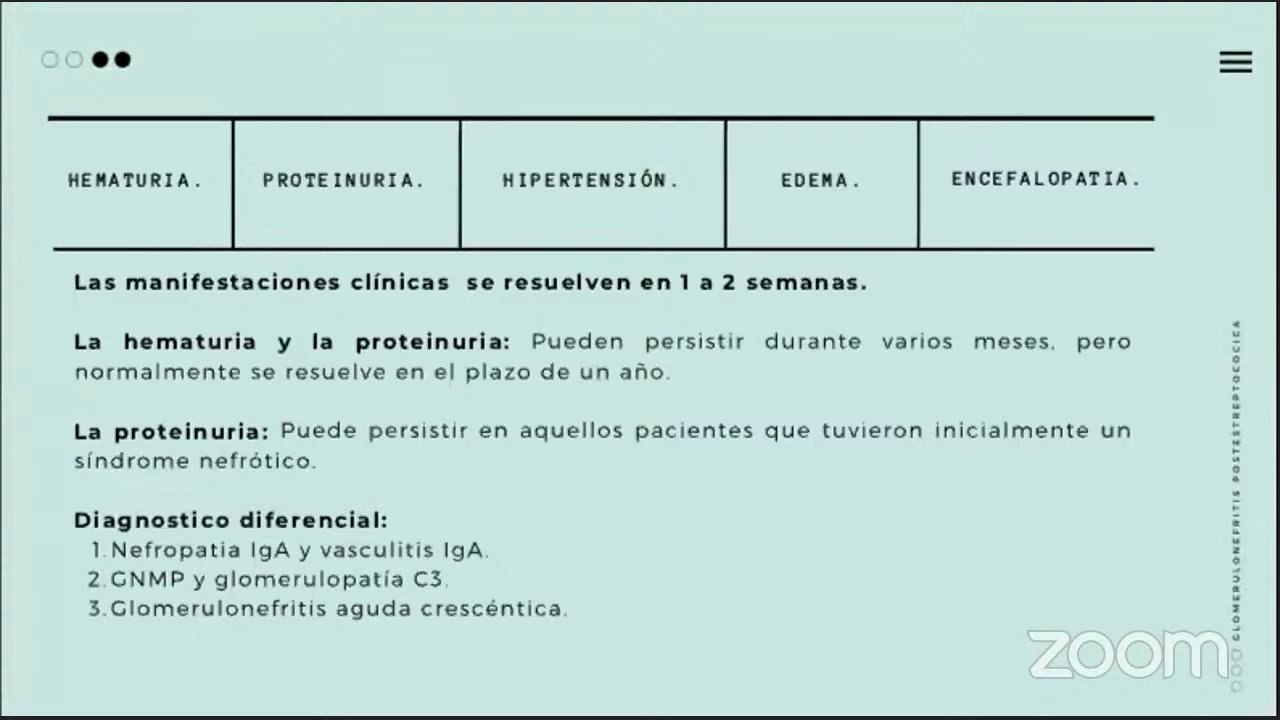 HEMATURIA.
PROTEINURIA.
HIPERTENSIÓN.
EDEMA.
ENCEFALOPATIA.
Las manifestaciones clínicas se resuelven en 1 a 2 semanas.
La hematuria y la proteinuria: Pueden persistir durante varios meses, pero
normalmente se resuelve en el plazo de un año.
La proteinuria: Puede persistir en aquellos pacientes que tuvieron inicialmente un
síndrome nefrótico.
Diagnostico diferencial:
1. Nefropatia IgA y vasculitis IgA.
2. GNMP y glomerulopatía C3.
3. Glomerulonefritis aguda crescéntica.
GLOMERULONEFRITIS POSTESTREPTOCOCICA
zoom